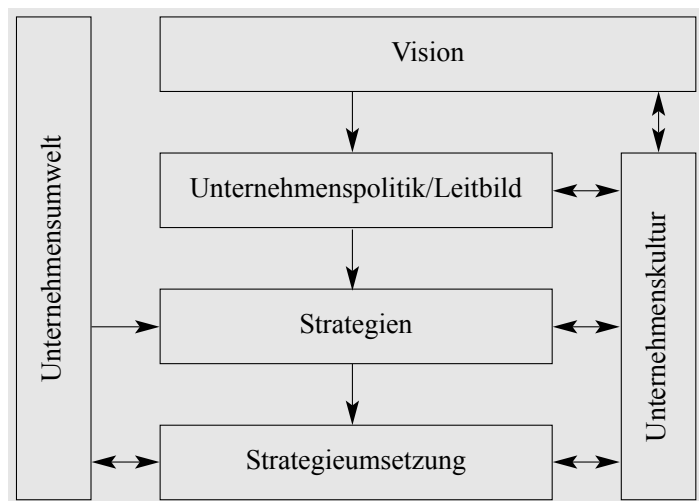 Vision
Unternehmensumwelt
Unternehmenspolitik/Leitbild
Unternehmenskultur
Strategien
Strategieumsetzung